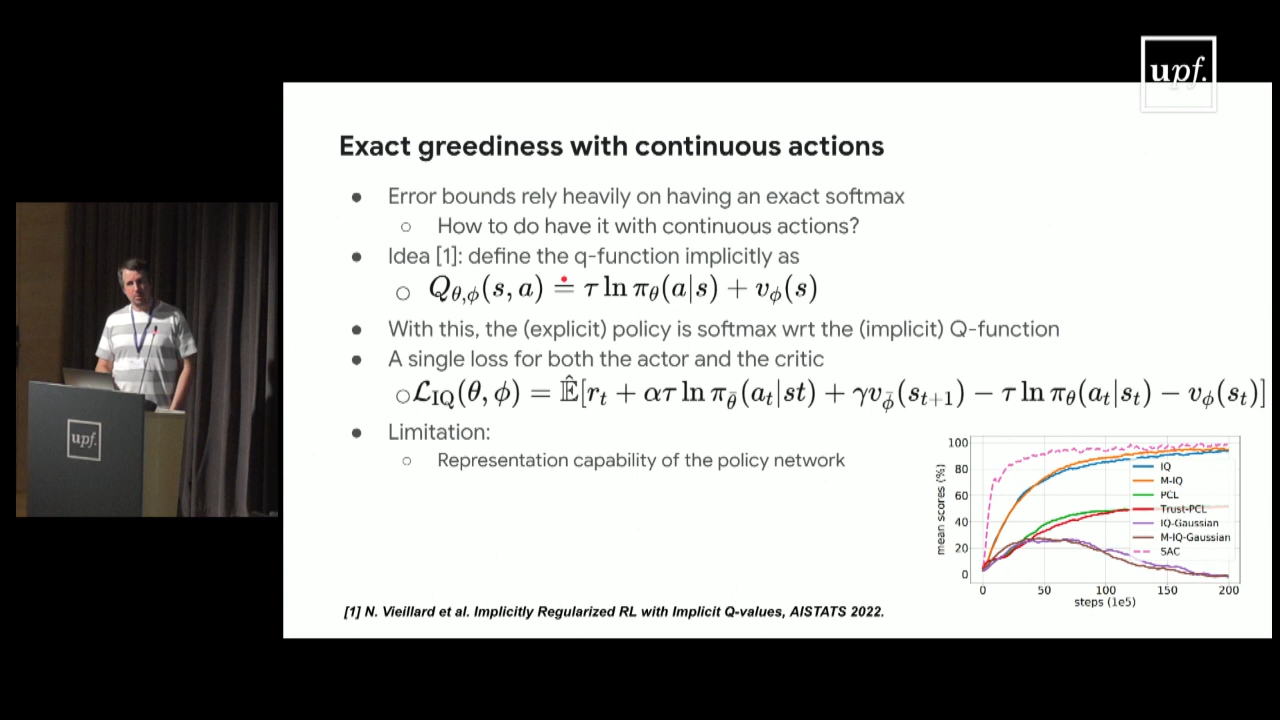 upf.
Exact greediness with continuous actions
● Error bounds rely heavily on having an exact softmax
○ How to do have it with continuous actions?
● Idea [1]: define the q-function implicitly as
○ Q_{θ,ϕ}(s, a) ≐ τ ln π_θ(a|s) + v_ϕ(s)
● With this, the (explicit) policy is softmax wrt the (implicit) Q-function
● A single loss for both the actor and the critic
○ ℒ_{IQ}(θ, ϕ) = 𝔼̂[r_t + ατ ln π_{θ̄}(a_t|st) + γv_{ϕ̄}(s_{t+1}) − τ ln π_θ(a_t|s_t) − v_ϕ(s_t)]
● Limitation:
○ Representation capability of the policy network
mean scores (%)
100
80
60
40
20
0
IQ
M-IQ
PCL
Trust-PCL
IQ-Gaussian
M-IQ-Gaussian
SAC
0 50 100 150 200
steps (1e5)
[1] N. Vieillard et al. Implicitly Regularized RL with Implicit Q-values, AISTATS 2022.
upf.